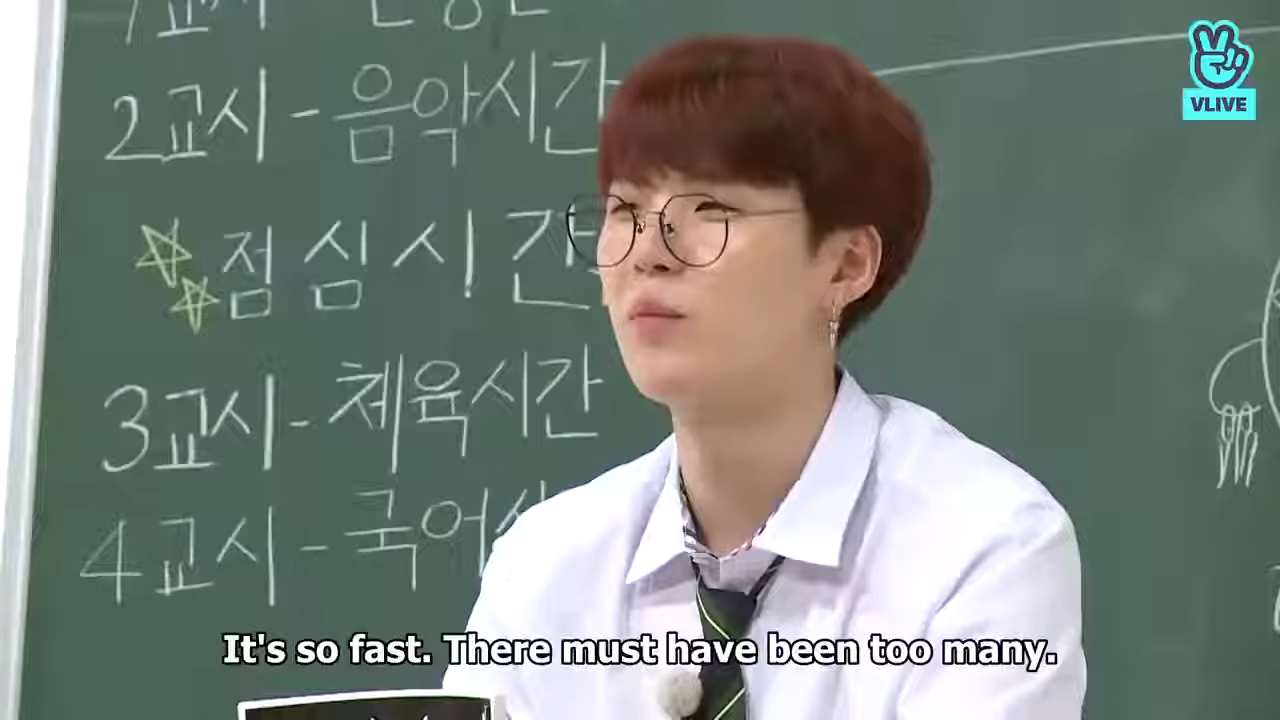 VLIVE
2교시 - 음악시간
점심시간
3교시 - 체육시간
4교시 - 국어시
It's so fast. There must have been too many.